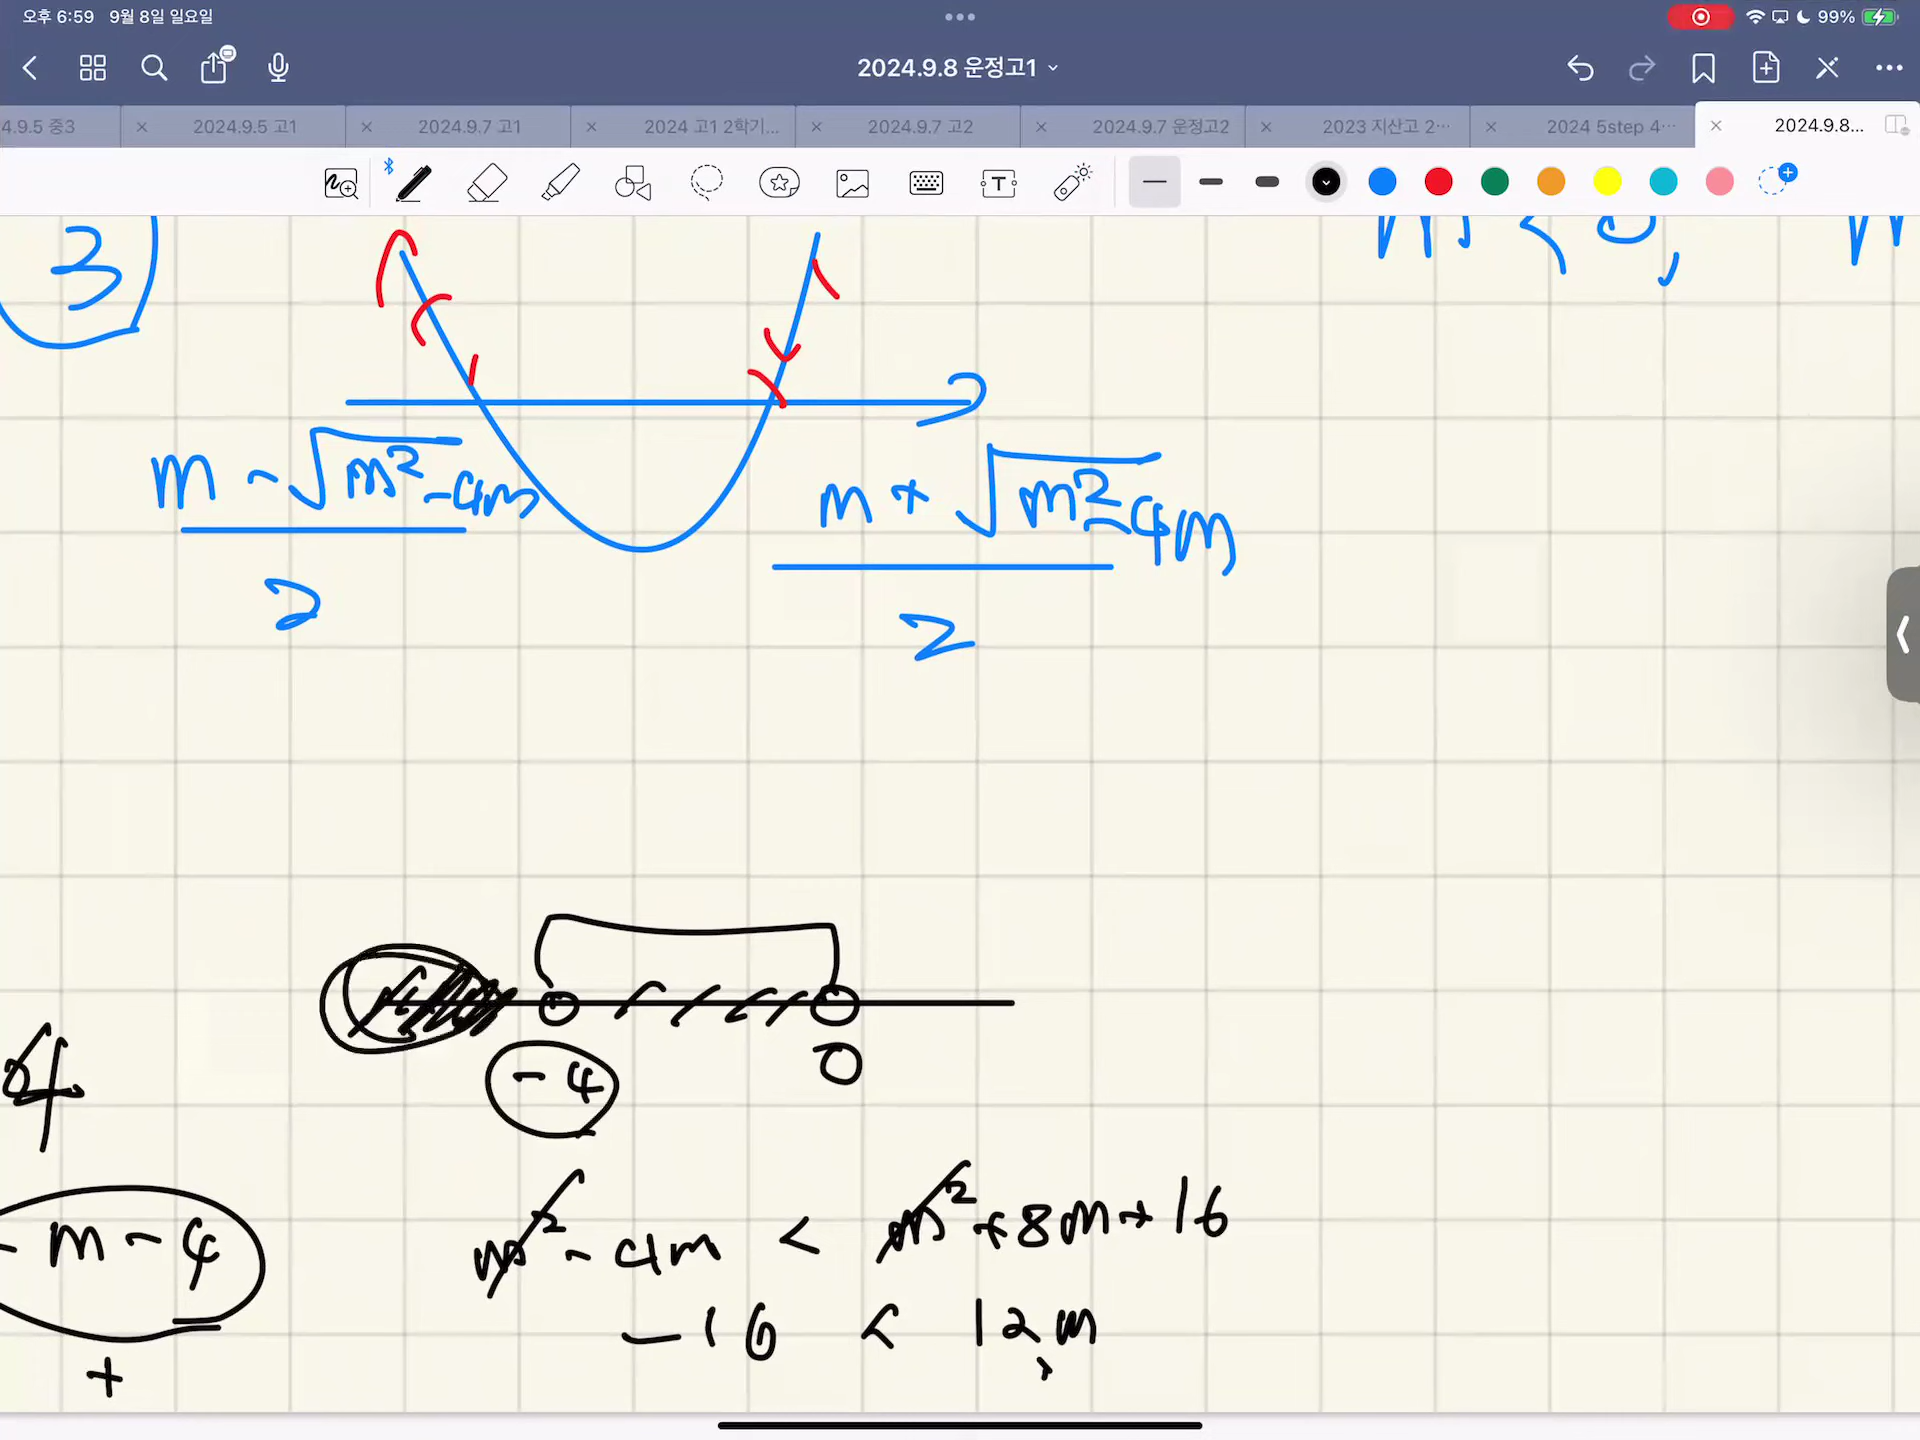 오후 6:59 9월 8일 일요일
99%
2024.9.8 운정고1
4.9.5 중3
2024.9.5 고1
2024.9.7 고1
2024 고1 2학기...
2024.9.7 고2
2024.9.7 운정고2
2023 지산고 2...
2024 5step 4...
2024.9.8...
3
m - √m² - 4m
2
m + √m² - 4m
2
-4
0
4
- m - 4
+
m² - 4m < m² + 8m + 16
-16 < 12m